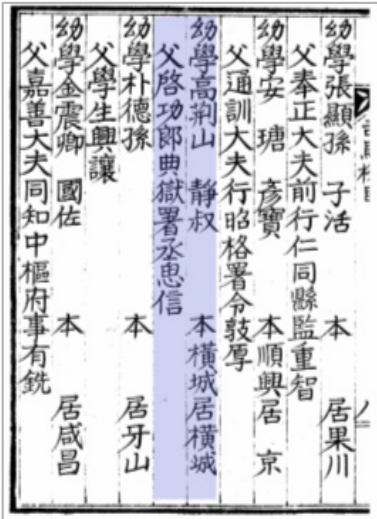 幼學張顯孫 子活 本 居果川
父奉正大夫前行仁同縣監重智
幼學安瑭 彥寶 本順興居 京
父通訓大夫行昭格署令敦厚
幼學高荊山 靜叔 本橫城居橫城
父啓功郎典獄署丞思信
幼學朴德孫 本 居牙山
父學生興讓
幼學金震卿 國佐 本 居咸昌
父嘉善大夫同知中樞府事有銑